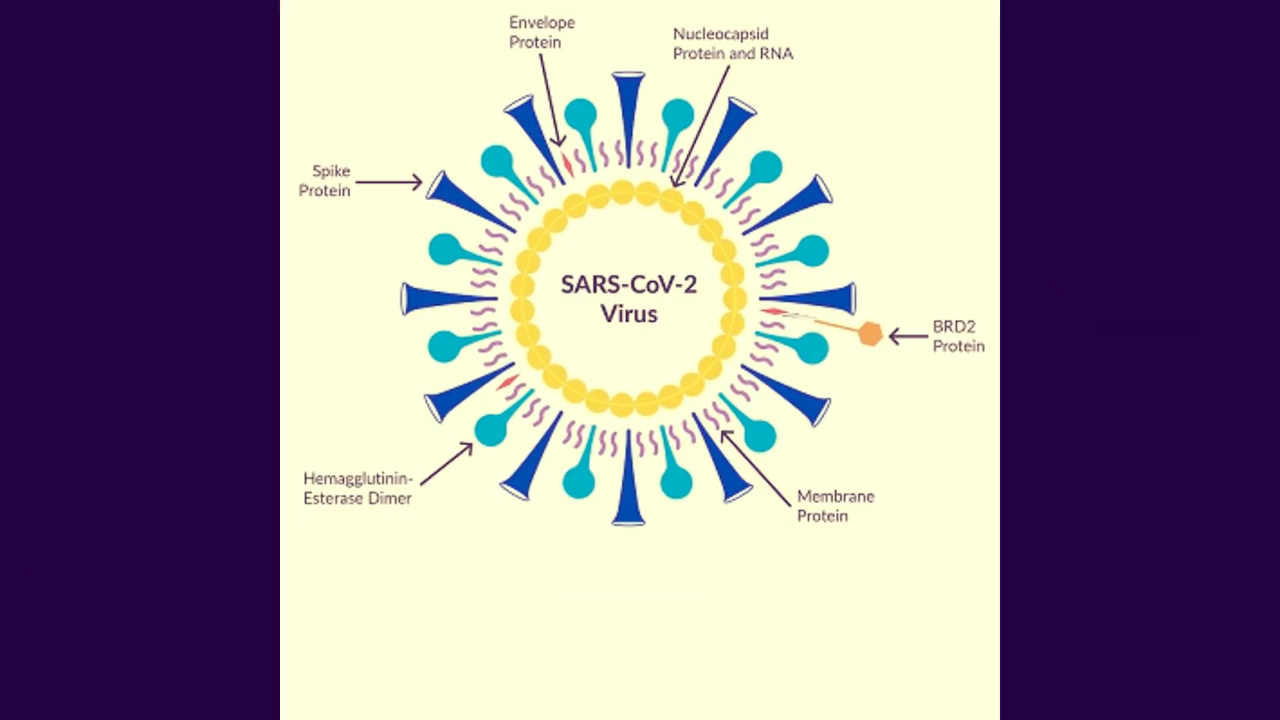 Envelope
Protein
Nucleocapsid
Protein and RNA
Spike
Protein
SARS-CoV-2
Virus
BRD2
Protein
Hemagglutinin-
Esterase Dimer
Membrane
Protein